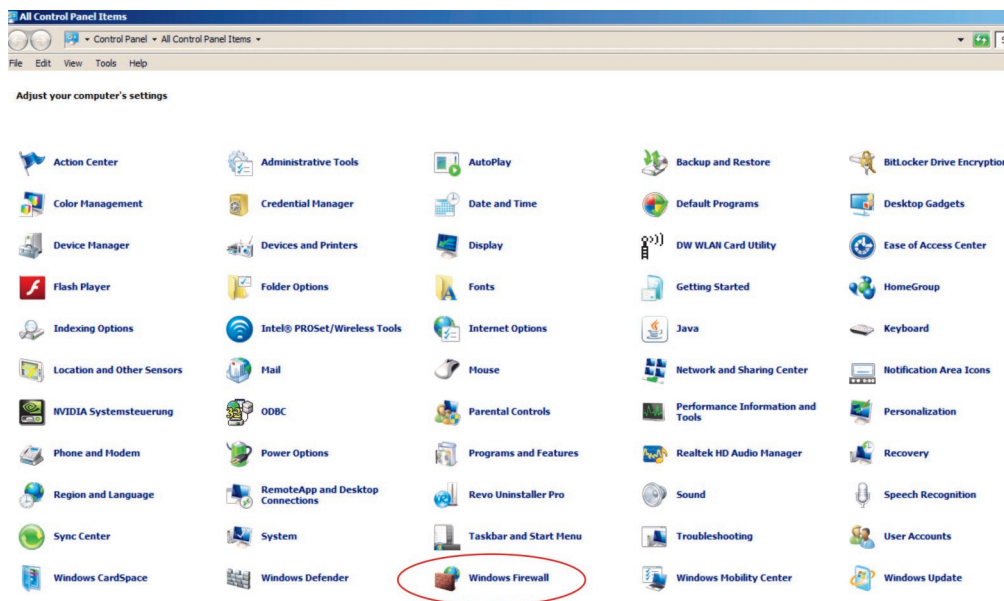 All Control Panel Items
Control Panel All Control Panel Items
File Edit View Tools Help
Adjust your computer's settings
Action Center Administrative Tools AutoPlay Backup and Restore BitLocker Drive Encryption
Color Management Credential Manager Date and Time Default Programs Desktop Gadgets
Device Manager Devices and Printers Display DW WLAN Card Utility Ease of Access Center
Flash Player Folder Options Fonts Getting Started HomeGroup
Indexing Options Intel® PROSet/Wireless Tools Internet Options Java Keyboard
Location and Other Sensors Mail Mouse Network and Sharing Center Notification Area Icons
NVIDIA Systemsteuerung ODBC Parental Controls Performance Information and Tools Personalization
Phone and Modem Power Options Programs and Features Realtek HD Audio Manager Recovery
Region and Language RemoteApp and Desktop Connections Revo Uninstaller Pro Sound Speech Recognition
Sync Center System Taskbar and Start Menu Troubleshooting User Accounts
Windows CardSpace Windows Defender Windows Firewall Windows Mobility Center Windows Update